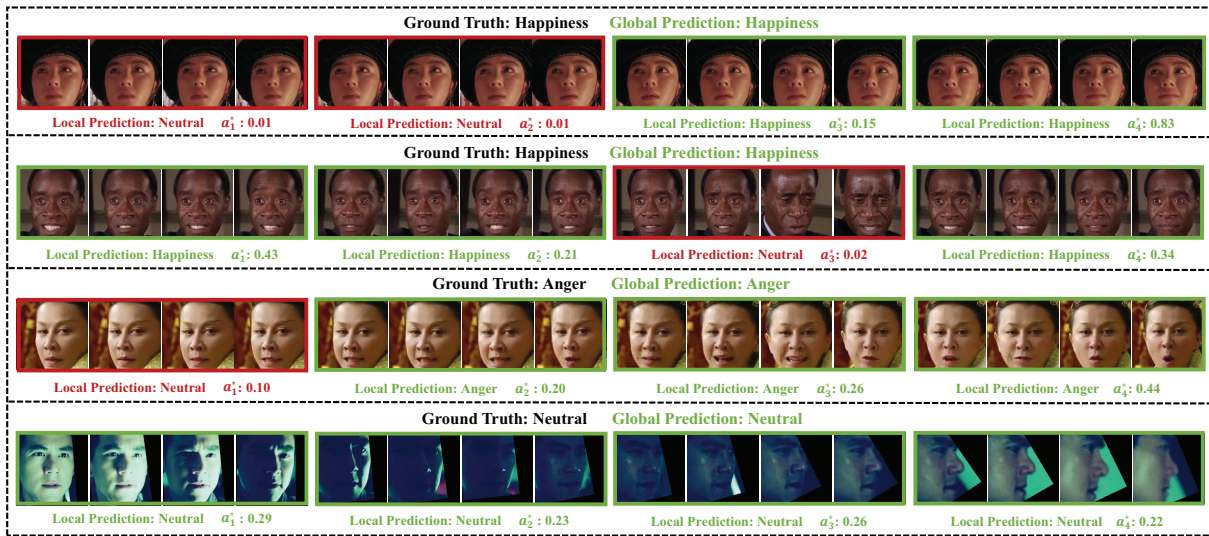 Ground Truth: Happiness Global Prediction: Happiness
Local Prediction: Neutral a₁*: 0.01 Local Prediction: Neutral a₂*: 0.01 Local Prediction: Happiness a₃*: 0.15 Local Prediction: Happiness a₄*: 0.83
Ground Truth: Happiness Global Prediction: Happiness
Local Prediction: Happiness a₁*: 0.43 Local Prediction: Happiness a₂*: 0.21 Local Prediction: Neutral a₃*: 0.02 Local Prediction: Happiness a₄*: 0.34
Ground Truth: Anger Global Prediction: Anger
Local Prediction: Neutral a₁*: 0.10 Local Prediction: Anger a₂*: 0.20 Local Prediction: Anger a₃*: 0.26 Local Prediction: Anger a₄*: 0.44
Ground Truth: Neutral Global Prediction: Neutral
Local Prediction: Neutral a₁*: 0.29 Local Prediction: Neutral a₂*: 0.23 Local Prediction: Neutral a₃*: 0.26 Local Prediction: Neutral a₄*: 0.22